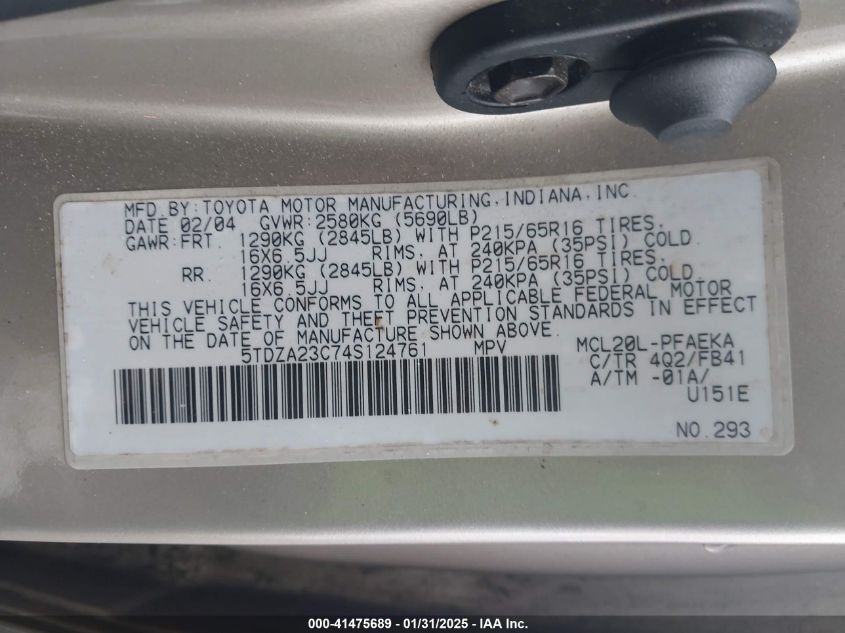 MFD.BY:TOYOTA MOTOR MANUFACTURING,INDIANA,INC.
DATE 02/04 GVWR:2580KG (5690LB)
GAWR:FRT. 1290KG (2845LB) WITH P215/65R16 TIRES.
16X6.5JJ RIMS. AT 240KPA (35PSI) COLD.
RR. 1290KG (2845LB) WITH P215/65R16 TIRES.
16X6.5JJ RIMS. AT 240KPA (35PSI) COLD.
THIS VEHICLE CONFORMS TO ALL APPLICABLE FEDERAL MOTOR
VEHICLE SAFETY AND THEFT PREVENTION STANDARDS IN EFFECT
ON THE DATE OF MANUFACTURE SHOWN ABOVE.
5TDZA23C74S124761 MPV
MCL20L-PFAEKA
C/TR 4Q2/FB41
A/TM -01A/
U151E
NO.293
000-41475689 - 01/31/2025 - IAAI Inc.